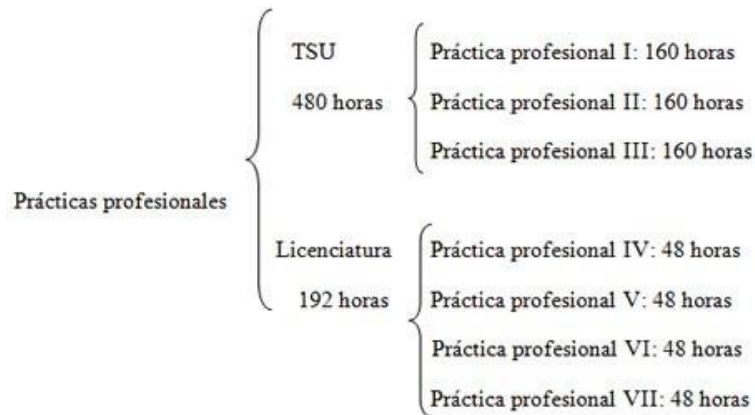 Prácticas profesionales
TSU
480 horas
Práctica profesional I: 160 horas
Práctica profesional II: 160 horas
Práctica profesional III: 160 horas
Licenciatura
192 horas
Práctica profesional IV: 48 horas
Práctica profesional V: 48 horas
Práctica profesional VI: 48 horas
Práctica profesional VII: 48 horas